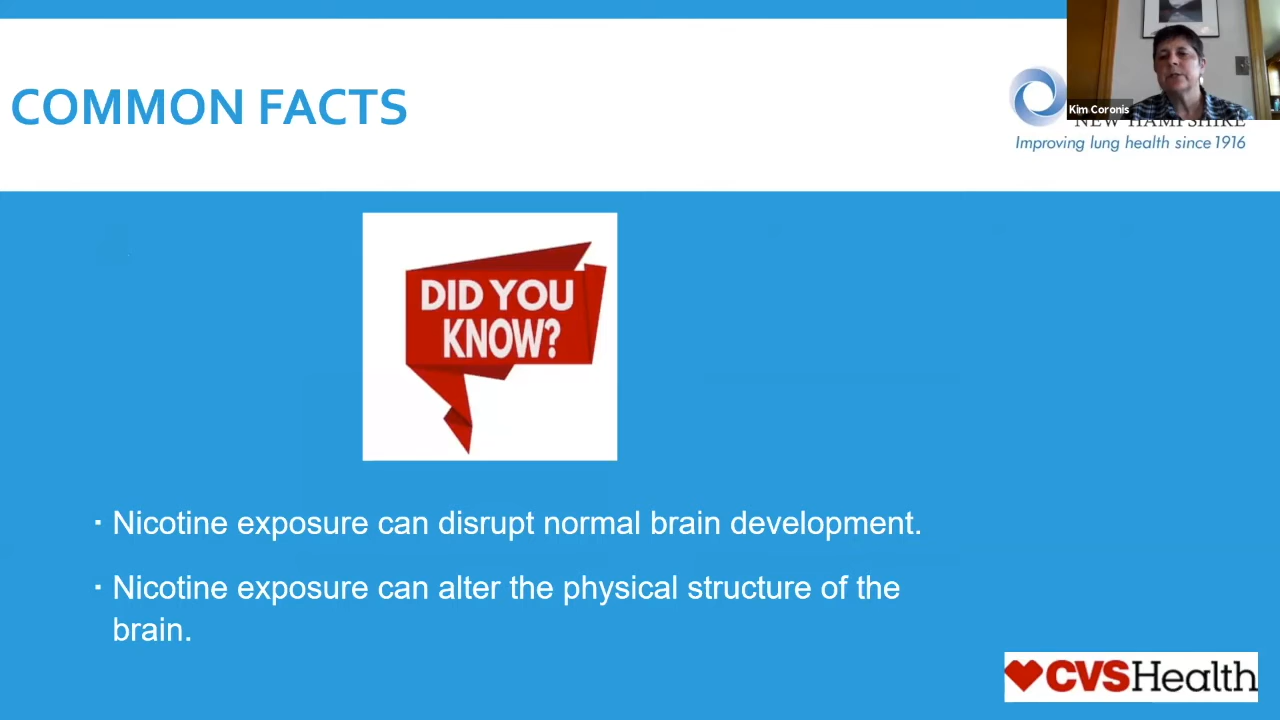 COMMON FACTS
Kim Coronis
NEW HAMPSHIRE
Improving lung health since 1916
DID YOU
KNOW?
▪ Nicotine exposure can disrupt normal brain development.
▪ Nicotine exposure can alter the physical structure of the
brain.
CVSHealth